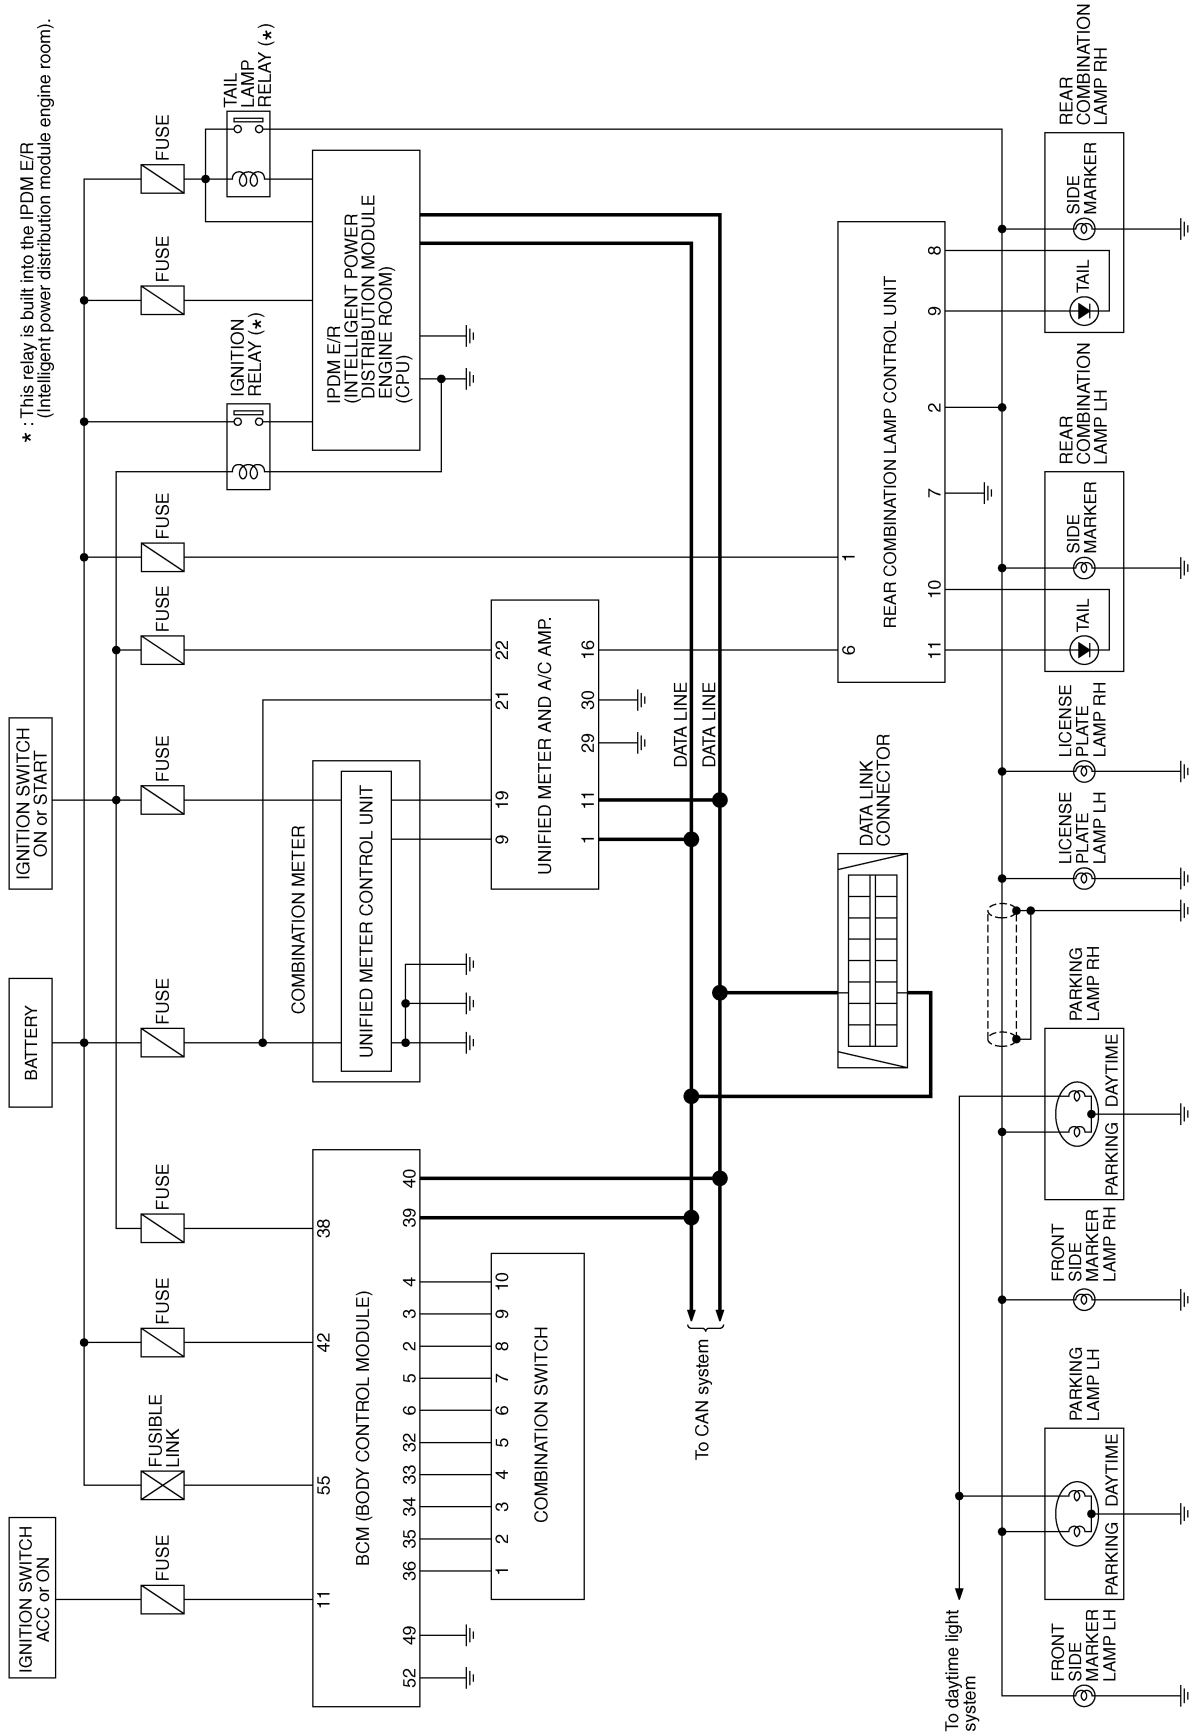 IGNITION SWITCH
ACC or ON
BATTERY
IGNITION SWITCH
ON or START
* : This relay is built into the IPDM E/R
(Intelligent power distribution module engine room).
FUSE
FUSIBLE
LINK
FUSE
FUSE
FUSE
FUSE
FUSE
FUSE
IGNITION
RELAY (*)
FUSE
FUSE
TAIL
LAMP
RELAY (*)
11
55
42
38
BCM (BODY CONTROL MODULE)
52
49
36
35
34
33
32
6
5
2
3
4
39
40
1
2
3
4
5
6
7
8
9
10
COMBINATION SWITCH
COMBINATION METER
UNIFIED METER CONTROL UNIT
9
19
21
22
UNIFIED METER AND A/C AMP.
1
11
29
30
16
IPDM E/R
(INTELLIGENT POWER
DISTRIBUTION MODULE
ENGINE ROOM)
(CPU)
DATA LINE
DATA LINE
To CAN system
DATA LINK
CONNECTOR
6
1
REAR COMBINATION LAMP CONTROL UNIT
11
10
7
2
9
8
To daytime light
system
FRONT
SIDE
MARKER
LAMP LH
PARKING
LAMP LH
PARKING
DAYTIME
FRONT
SIDE
MARKER
LAMP RH
PARKING
LAMP RH
PARKING
DAYTIME
LICENSE
PLATE
LAMP LH
LICENSE
PLATE
LAMP RH
REAR
COMBINATION
LAMP LH
TAIL
SIDE
MARKER
REAR
COMBINATION
LAMP RH
TAIL
SIDE
MARKER